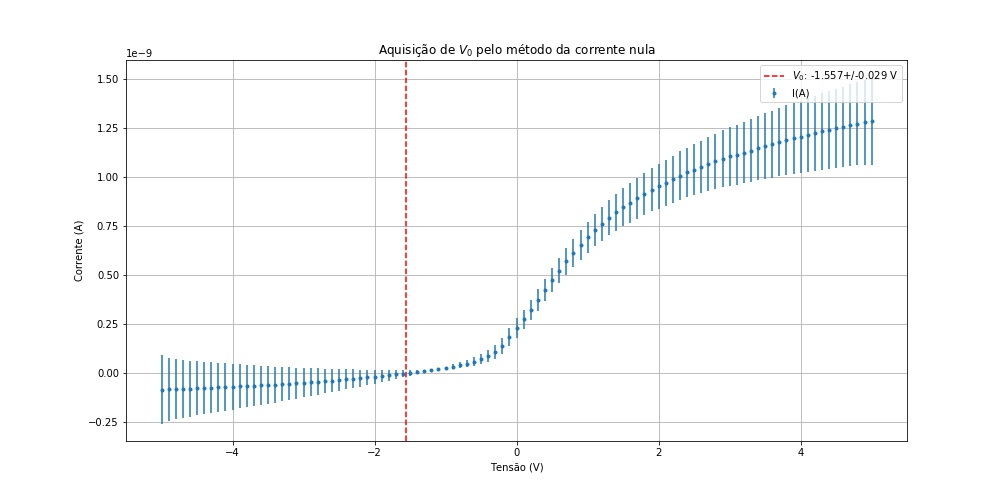 Aquisição de V₀ pelo método da corrente nula
1e−9
1.50
1.25
1.00
0.75
0.50
0.25
0.00
−0.25
Corrente (A)
−4
−2
0
2
4
Tensão (V)
V₀: -1.557+/-0.029 V
I(A)